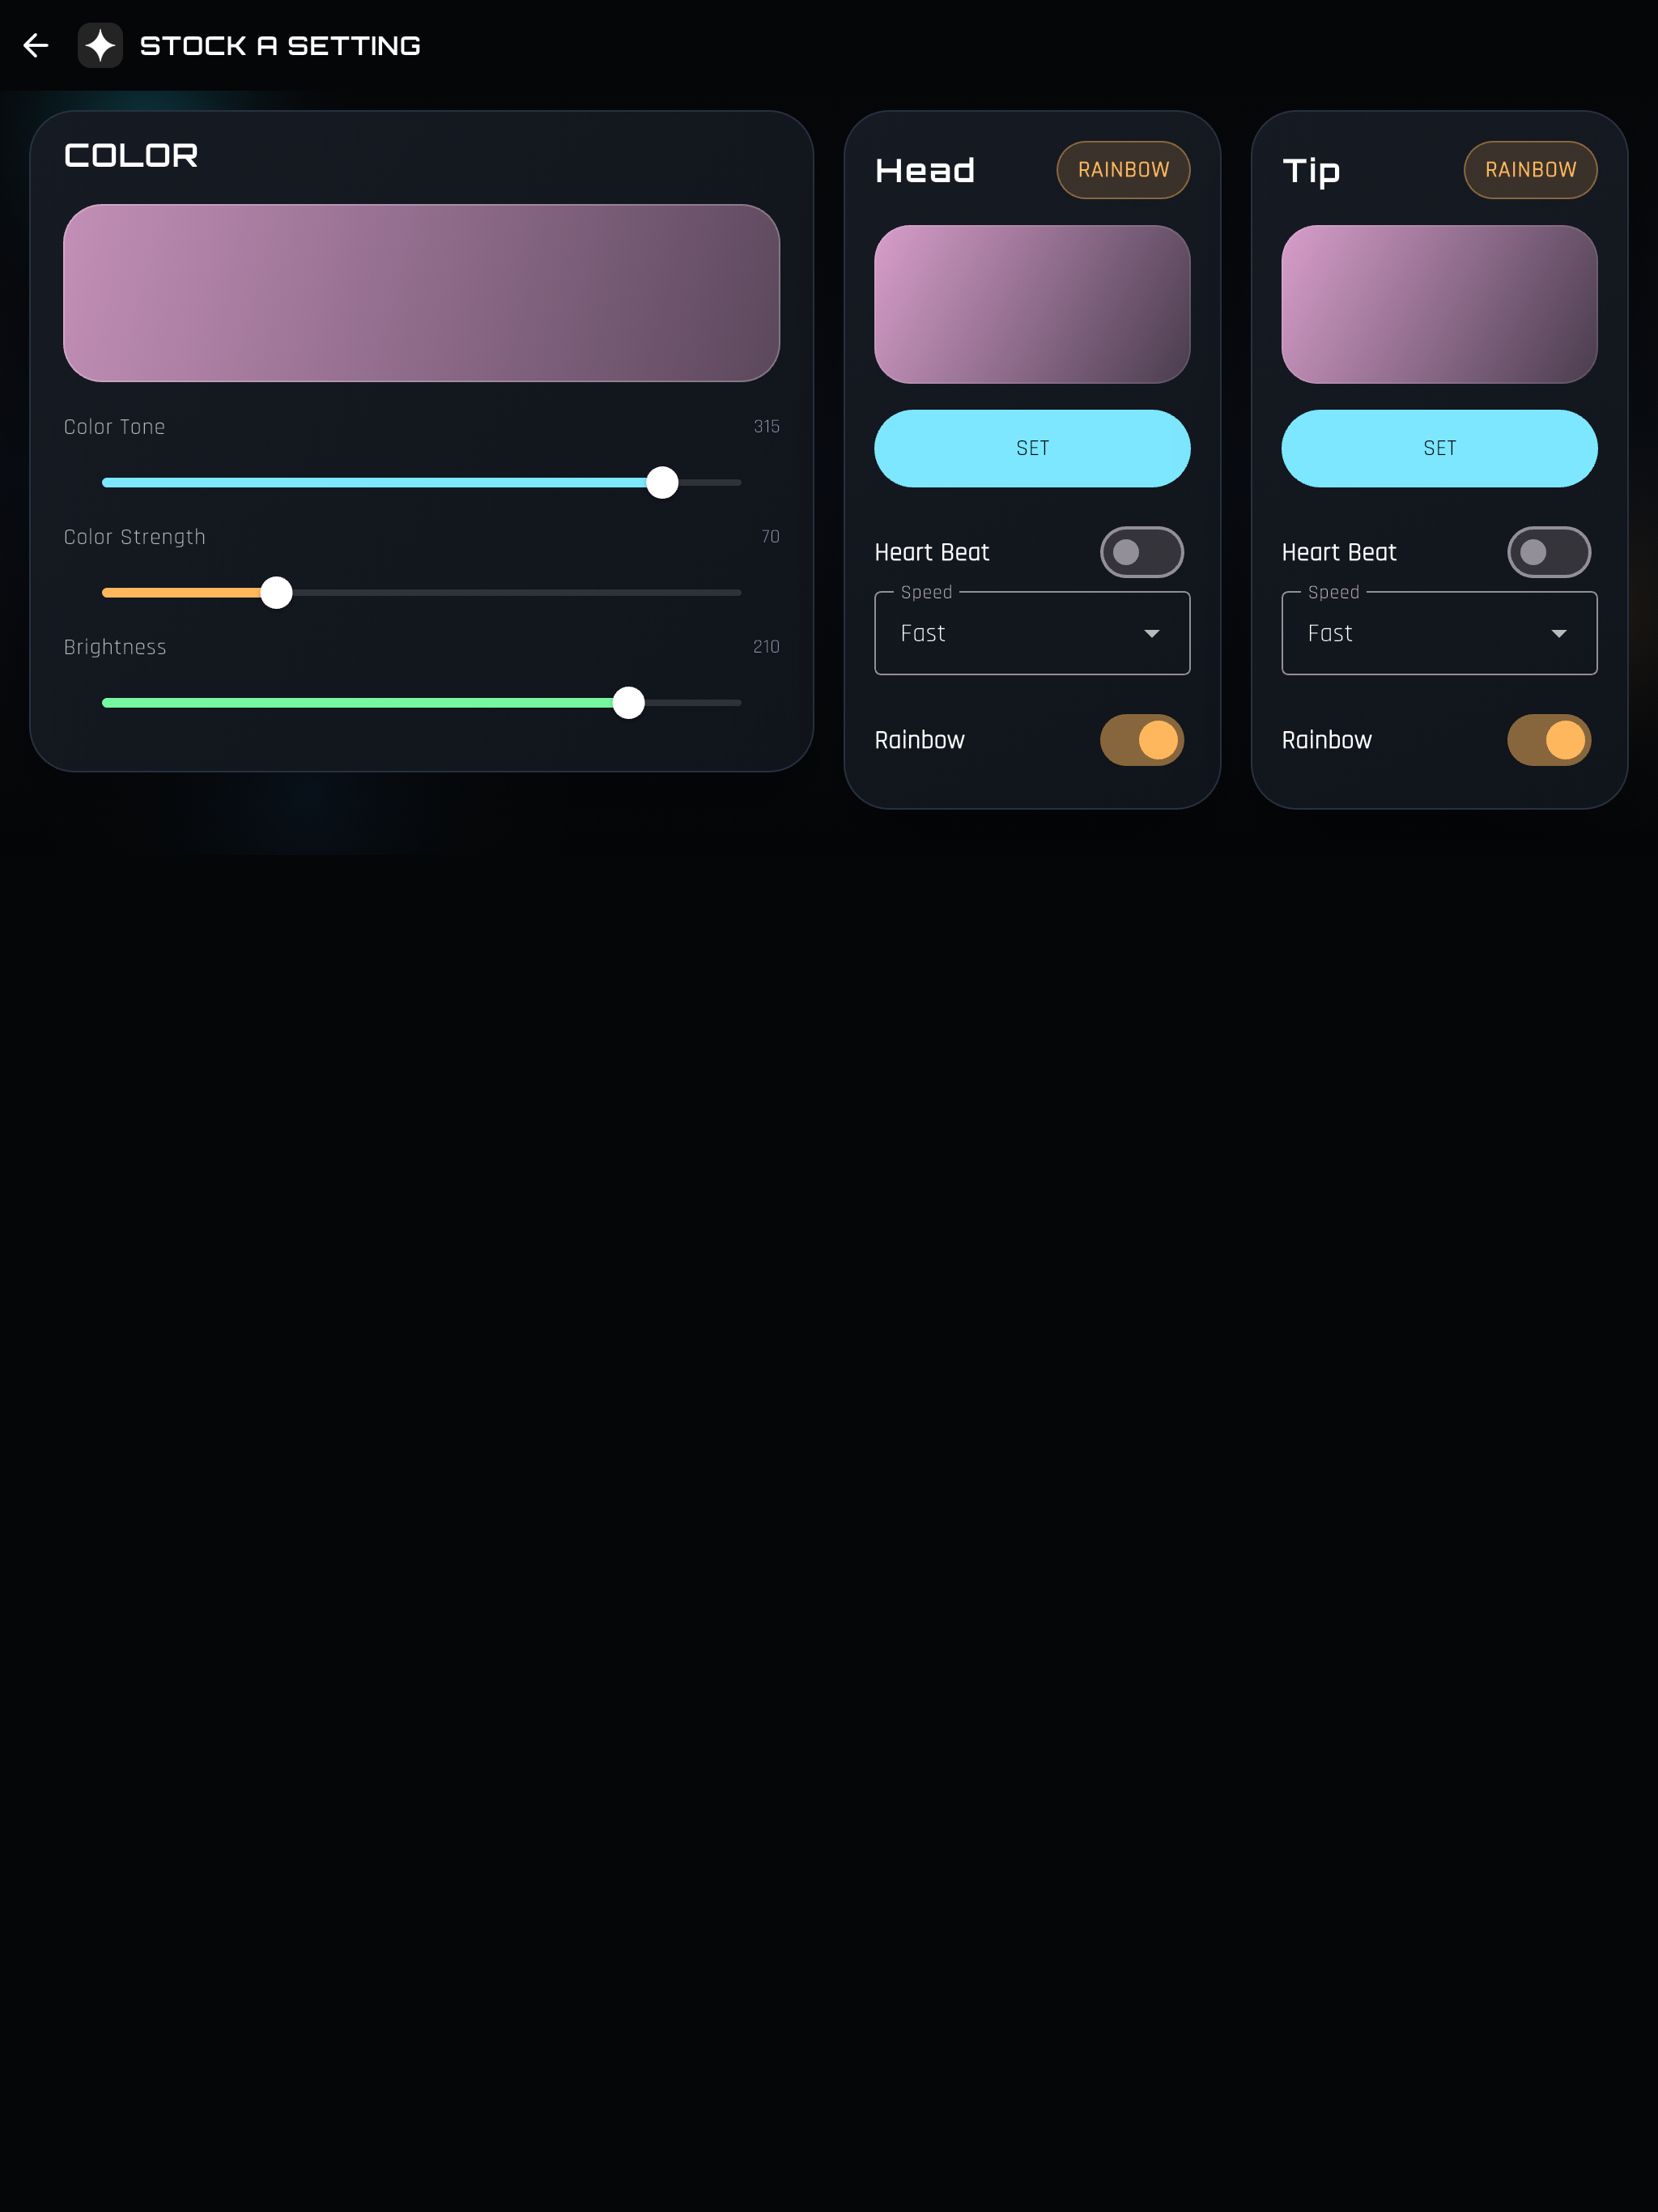 STOCK A SETTING
COLOR
Color Tone 315
Color Strength 70
Brightness 210
Head RAINBOW
SET
Heart Beat
Speed
Fast
Rainbow
Tip RAINBOW
SET
Heart Beat
Speed
Fast
Rainbow